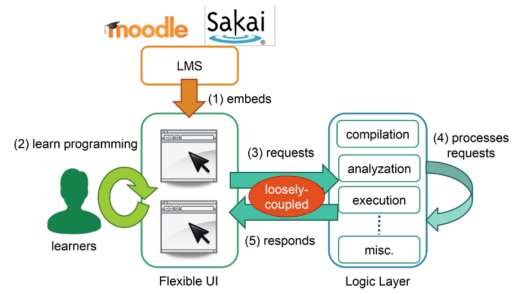 moodle
Sakai
LMS
(1) embeds
(2) learn programming
learners
(3) requests
loosely-
coupled
(5) responds
compilation
analyzation
execution
misc.
(4) processes
requests
Flexible UI
Logic Layer